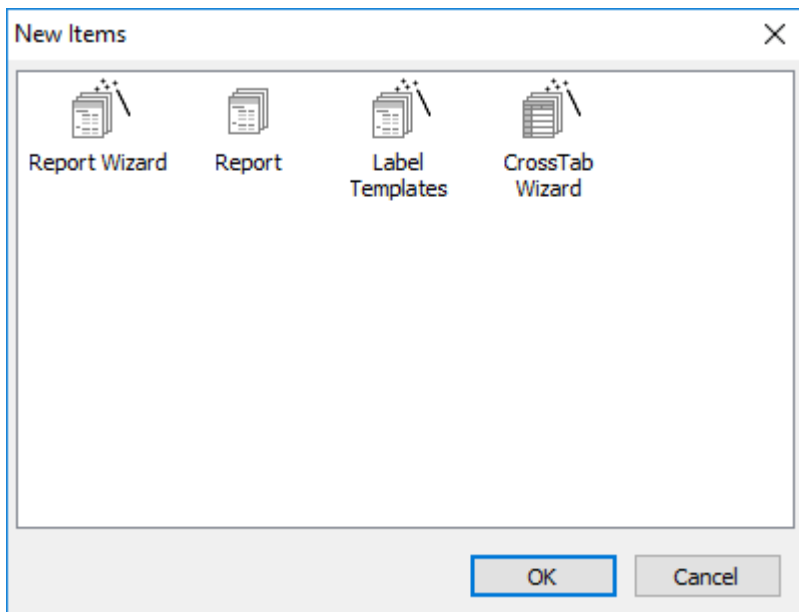 New Items
Report Wizard
Report
Label
Templates
CrossTab
Wizard
OK
Cancel